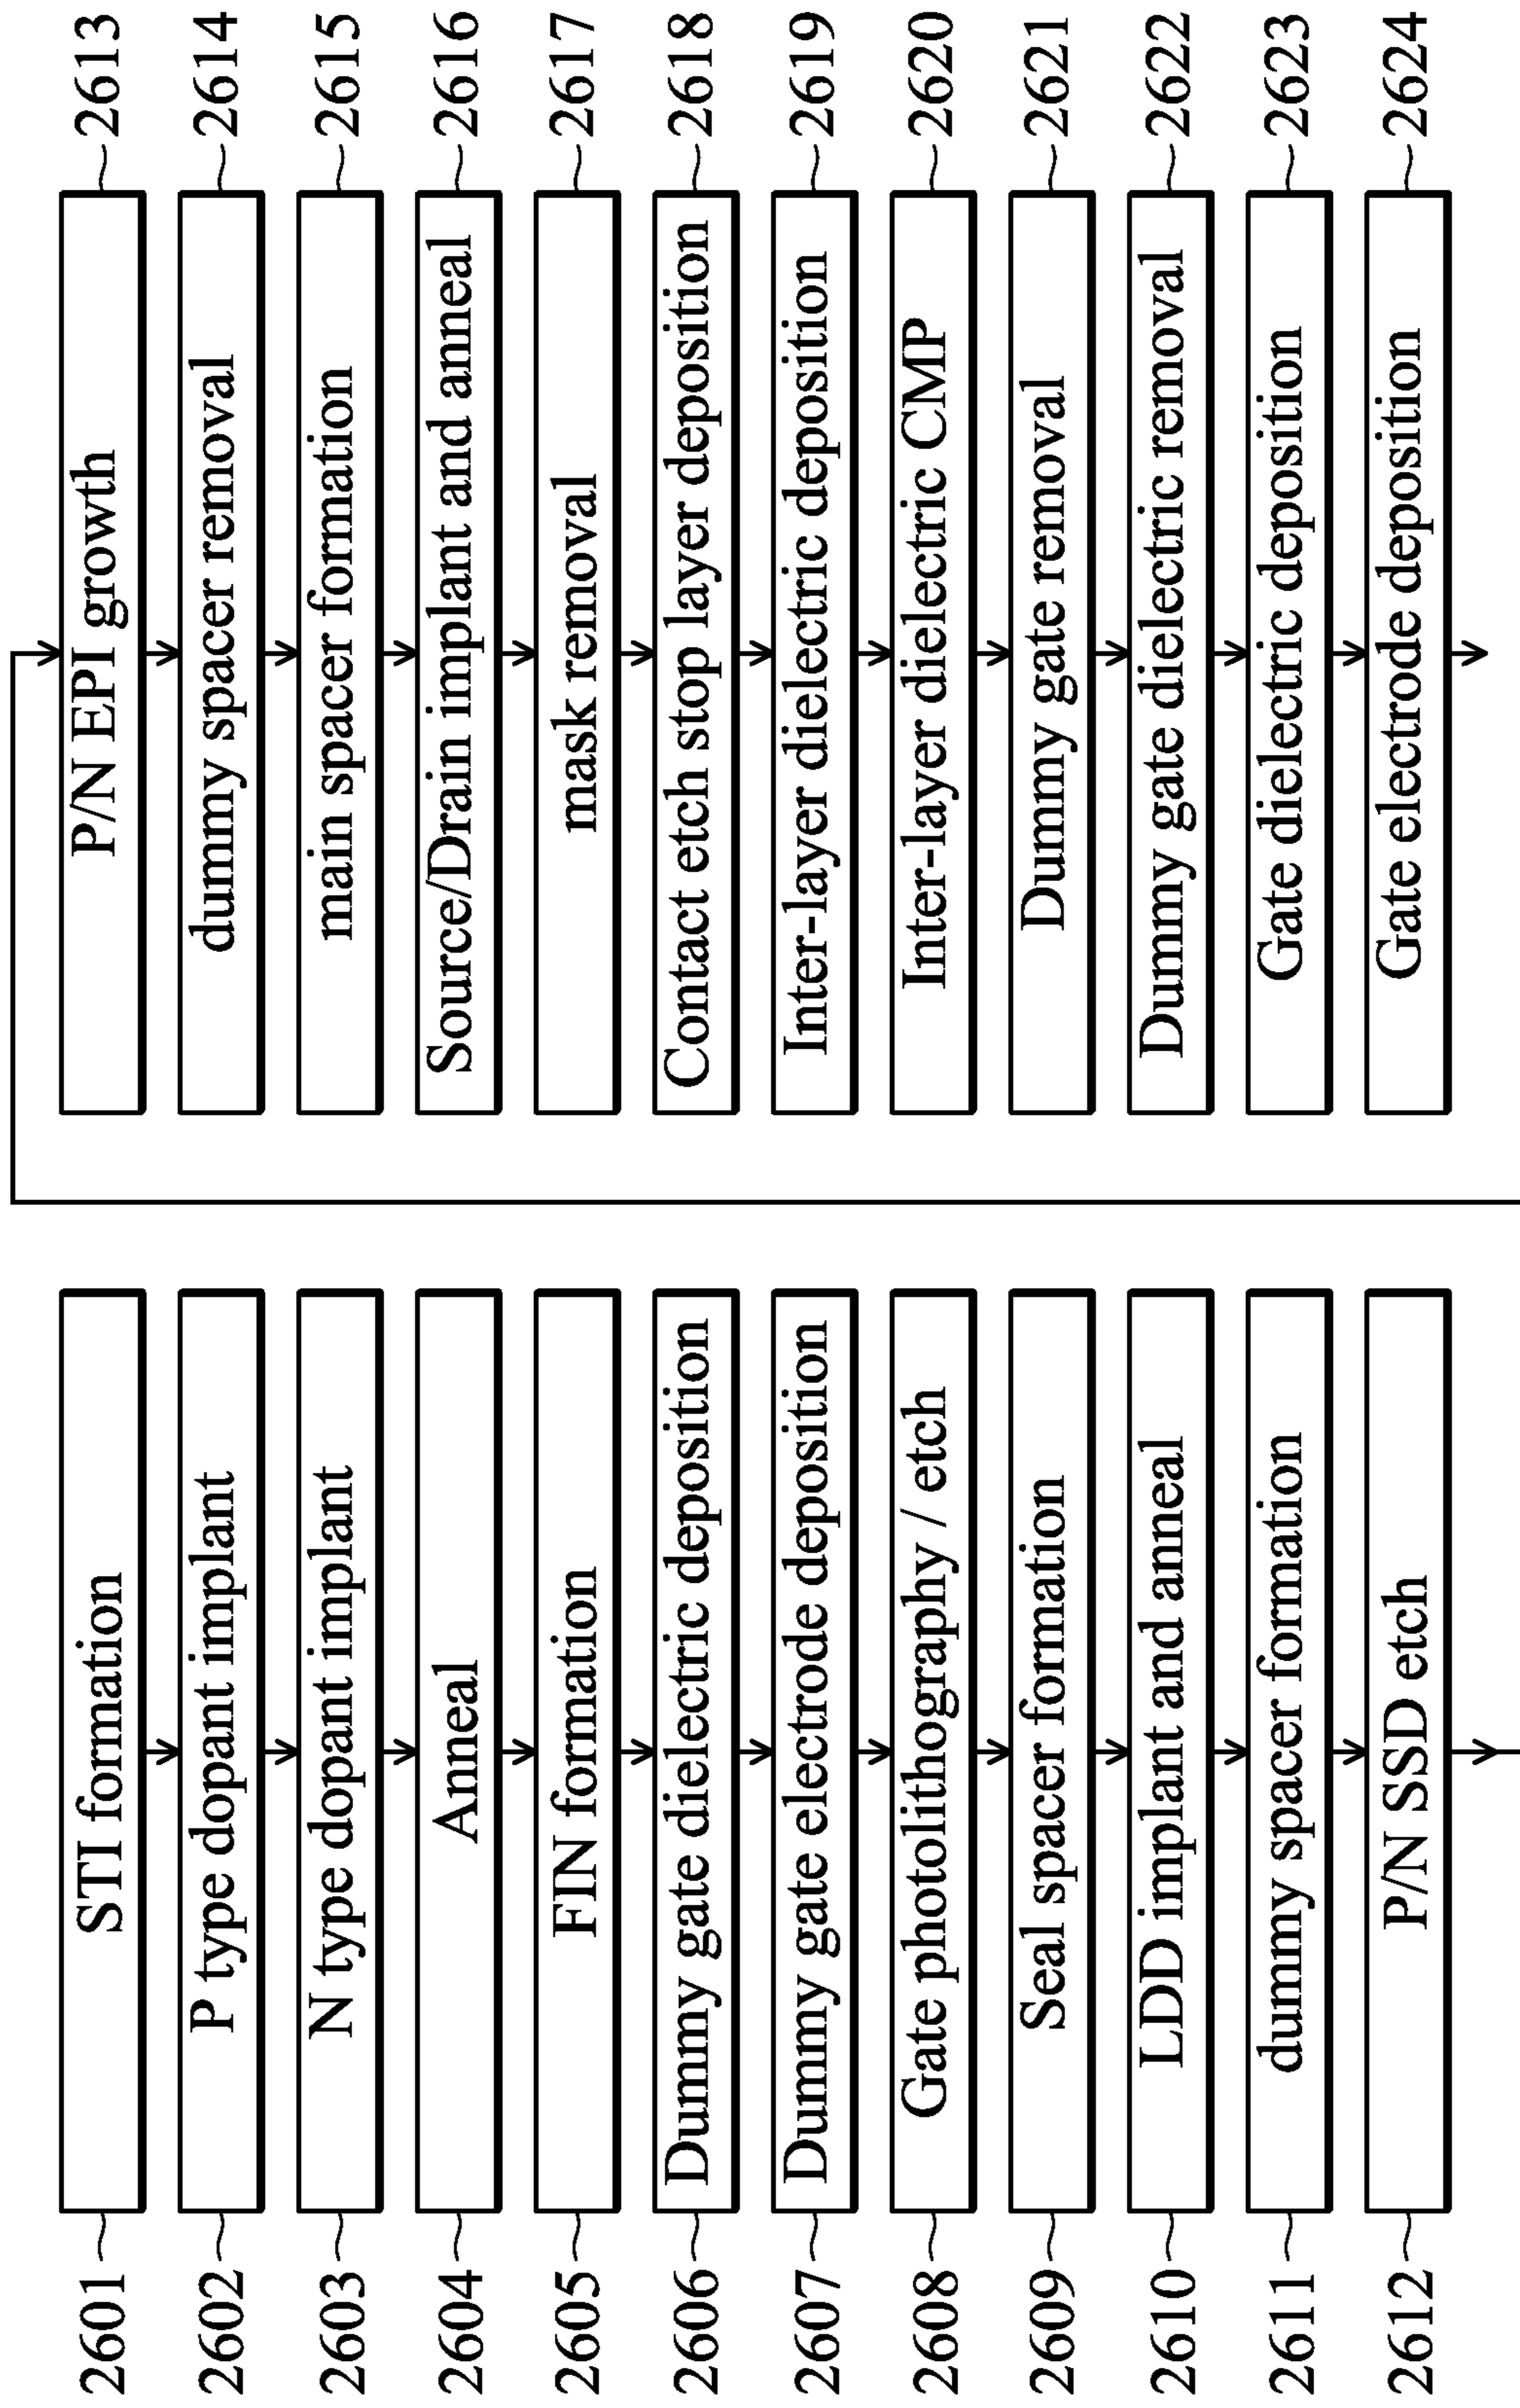 2601 STI formation
2602 P type dopant implant
2603 N type dopant implant
2604 Anneal
2605 FIN formation
2606 Dummy gate dielectric deposition
2607 Dummy gate electrode deposition
2608 Gate photolithography / etch
2609 Seal spacer formation
2610 LDD implant and anneal
2611 dummy spacer formation
2612 P/N SSD etch
P/N EPI growth 2613
dummy spacer removal 2614
main spacer formation 2615
Source/Drain implant and anneal 2616
mask removal 2617
Contact etch stop layer deposition 2618
Inter-layer dielectric deposition 2619
Inter-layer dielectric CMP 2620
Dummy gate removal 2621
Dummy gate dielectric removal 2622
Gate dielectric deposition 2623
Gate electrode deposition 2624